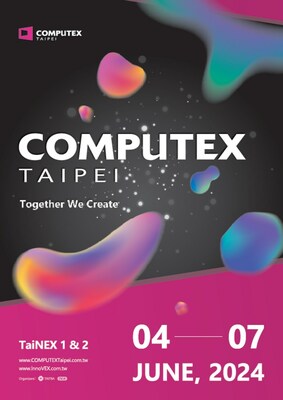 COMPUTEX
TAIPEI
COMPUTEX
TAIPEI
Together We Create
TaiNEX 1 & 2
www.COMPUTEXTaipei.com.tw
www.InnoVEX.com.tw
04 — 07
JUNE, 2024